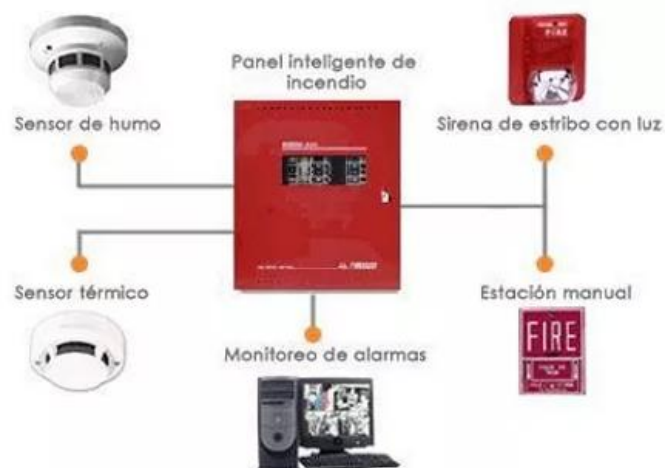 Panel inteligente de
incendio
FIRE
Sensor de humo
Sirena de estribo con luz
Sensor térmico
Estación manual
Monitoreo de alarmas
FIRE